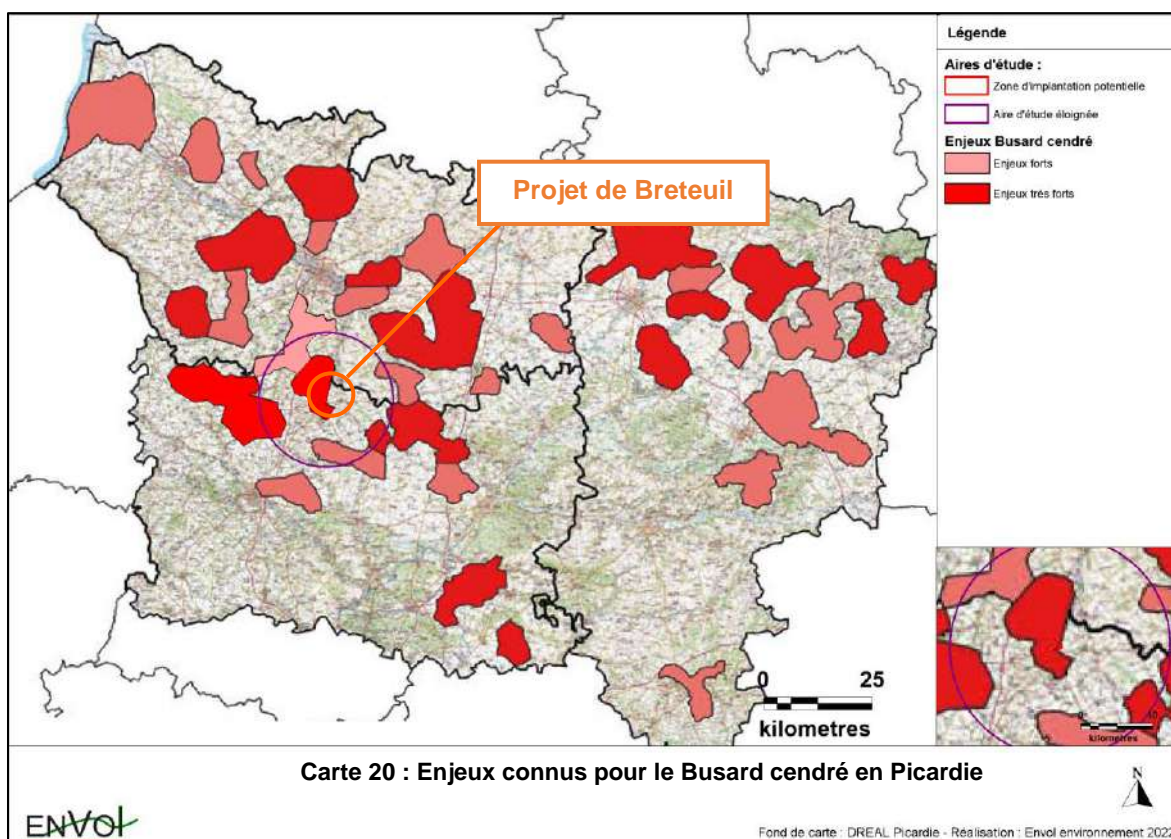 Légende
Aires d'étude :
Zone d'implantation potentielle
Aire d'étude éloignée
Enjeux Busard cendré
Enjeux forts
Enjeux très forts
Projet de Breteuil
0 25
kilometres
kilometres
Carte 20 : Enjeux connus pour le Busard cendré en Picardie
N
ENVOL
Fond de carte : DREAL Picardie - Réalisation : Envol environnement 2022